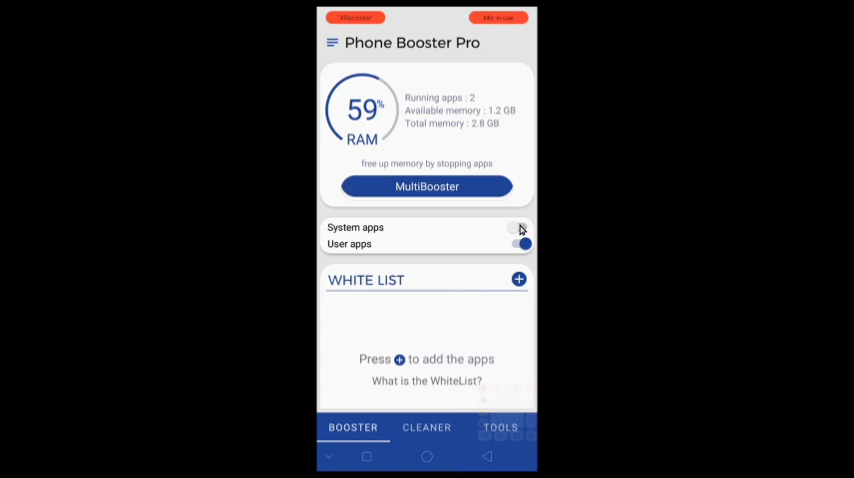 "XRecorder"
Mic in use
Phone Booster Pro
59%
RAM
Running apps : 2
Available memory : 1.2 GB
Total memory : 2.8 GB
free up memory by stopping apps
MultiBooster
System apps
User apps
WHITE LIST
Press + to add the apps
What is the WhiteList?
BOOSTER CLEANER TOOLS